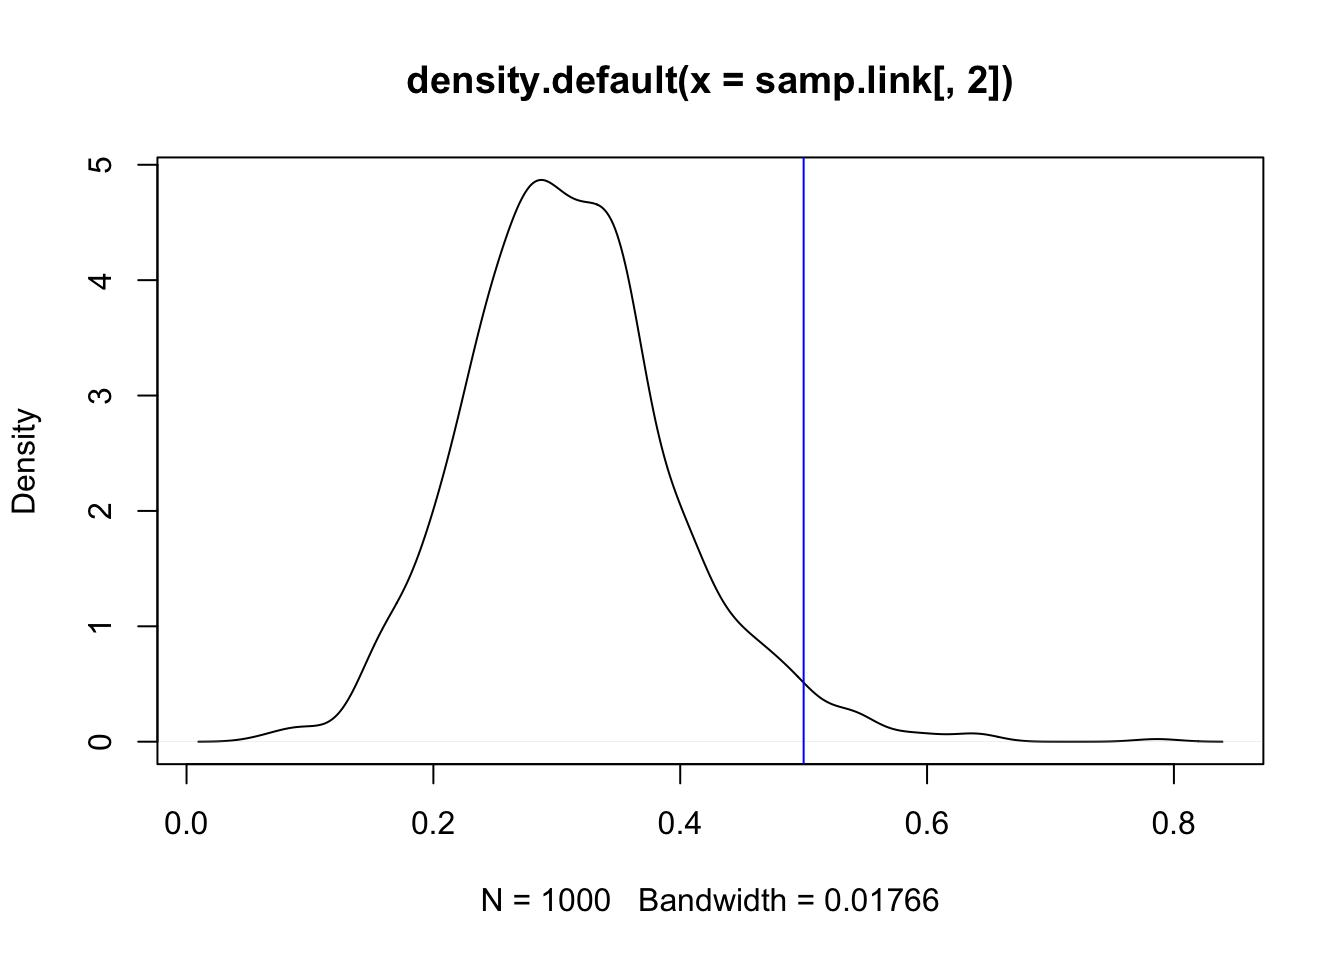 density.default(x = samp.link[, 2])
Density
5
4
3
2
1
0
0.0 0.2 0.4 0.6 0.8
N = 1000 Bandwidth = 0.01766